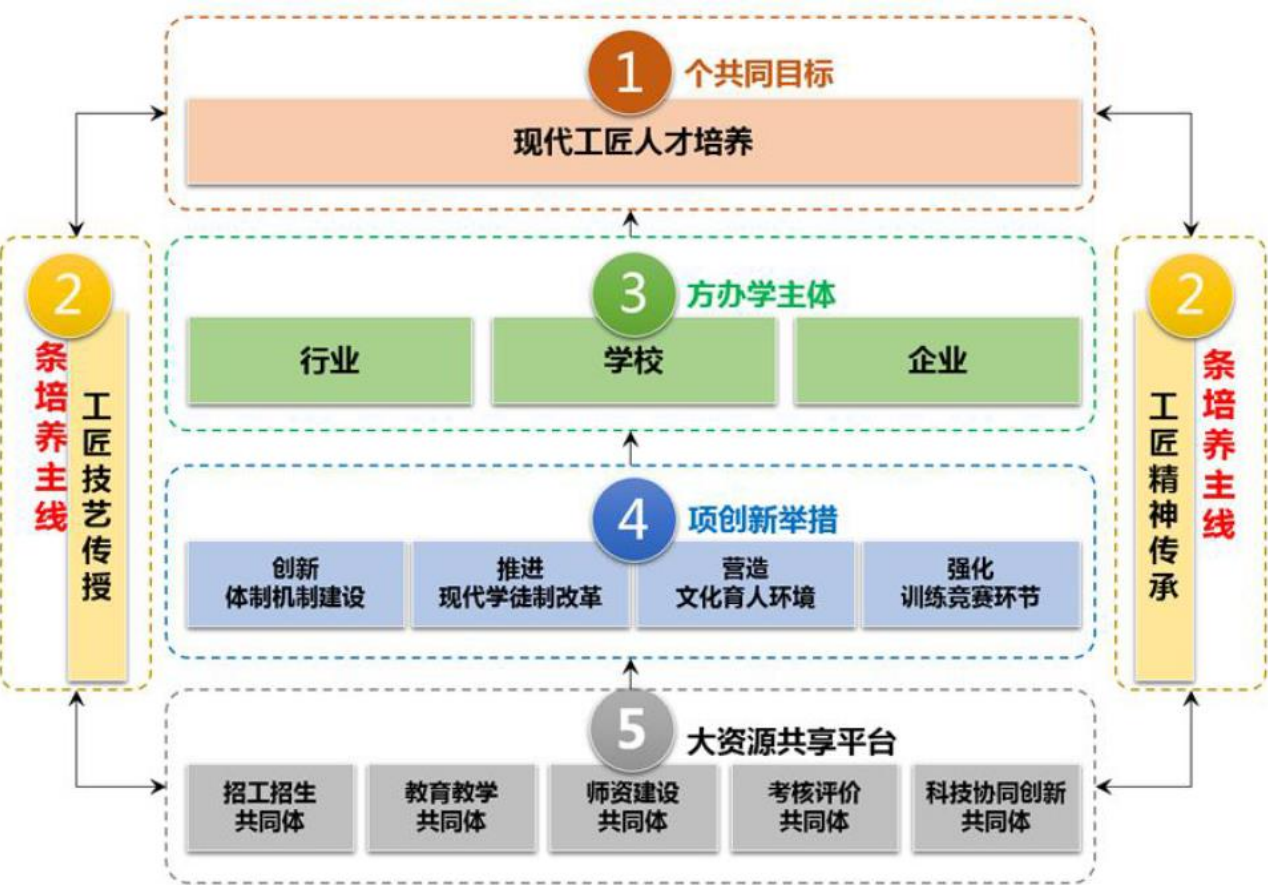 1 个共同目标
现代工匠人才培养
2
条培养主线
工匠技艺传授
3 方办学主体
行业
学校
企业
2
条培养主线
工匠精神传承
4 项创新举措
创新
体制机制建设
推进
现代学徒制改革
营造
文化育人环境
强化
训练竞赛环节
5 大资源共享平台
招工招生
共同体
教育教学
共同体
师资建设
共同体
考核评价
共同体
科技协同创新
共同体